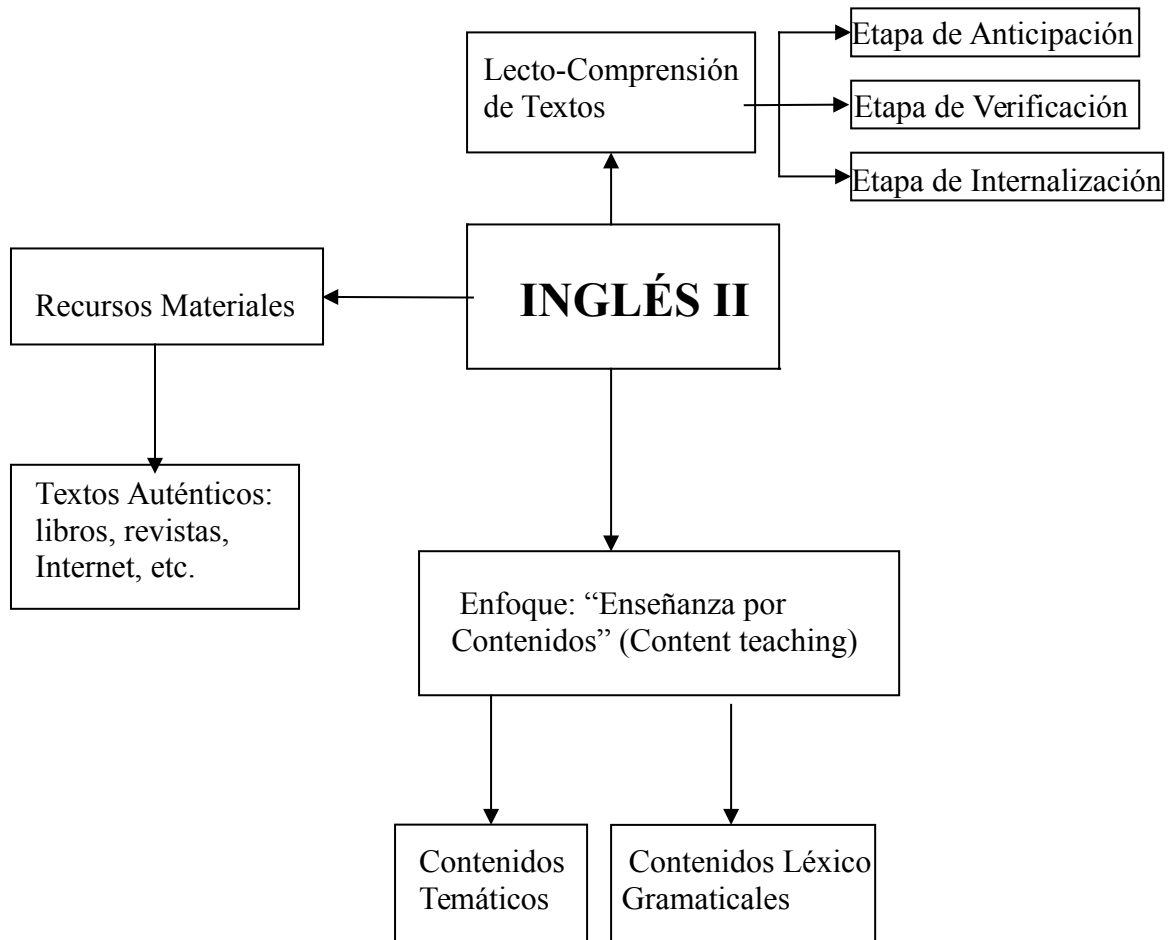 Lecto-Comprensión
de Textos
Etapa de Anticipación
Etapa de Verificación
Etapa de Internalización
INGLÉS II
Recursos Materiales
Textos Auténticos:
libros, revistas,
Internet, etc.
Enfoque: “Enseñanza por
Contenidos” (Content teaching)
Contenidos
Temáticos
Contenidos Léxico
Gramaticales